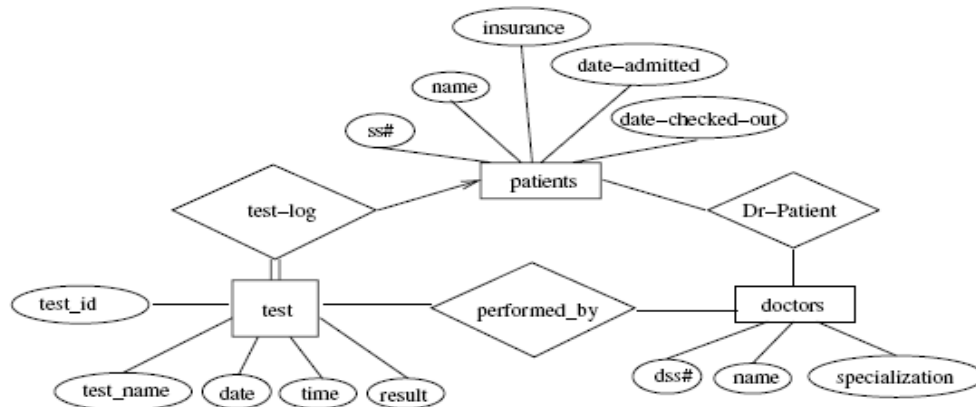 insurance
date-admitted
name
date-checked-out
ss#
patients
test-log
Dr-Patient
test_id
test
performed_by
doctors
test_name
date
time
result
dss#
name
specialization